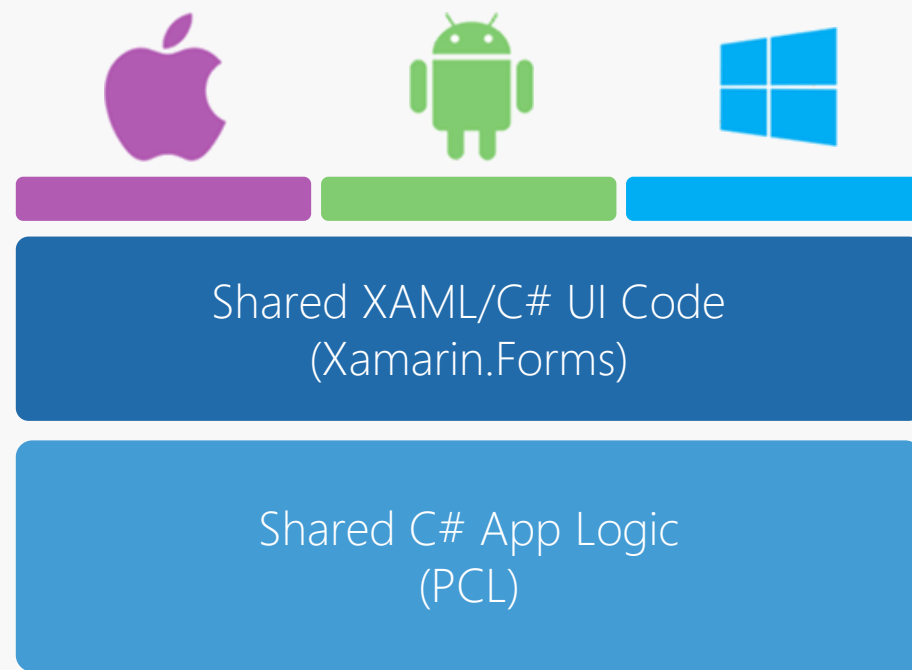 Shared XAML/C# UI Code
(Xamarin.Forms)
Shared C# App Logic
(PCL)